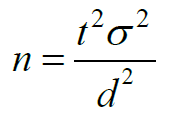 n = t²σ² / d²